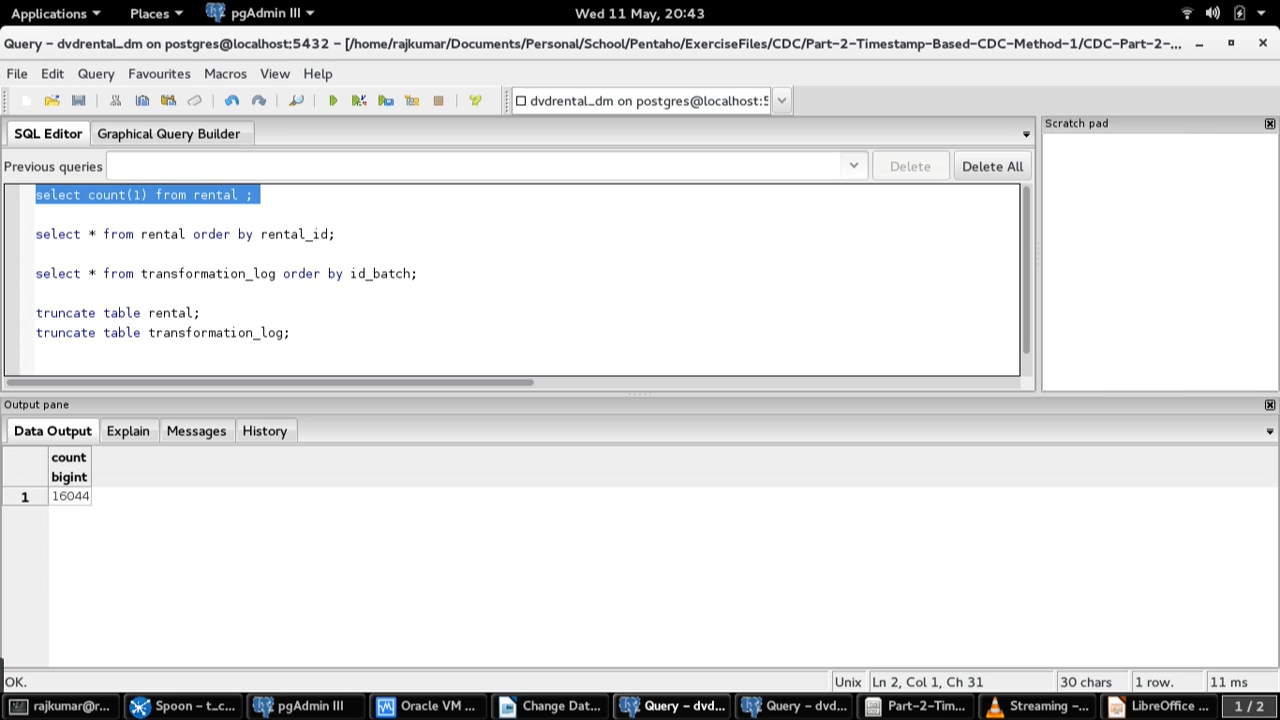 Applications Places pgAdmin III Wed 11 May, 20:43
Query - dvdrental_dm on postgres@localhost:5432 - [/home/rajkumar/Documents/Personal/School/Pentaho/ExerciseFiles/CDC/Part-2-Timestamp-Based-CDC-Method-1/CDC-Part-2-...
File Edit Query Favourites Macros View Help
dvdrental_dm on postgres@localhost:5
SQL Editor Graphical Query Builder Scratch pad
Previous queries Delete Delete All
select count(1) from rental ;
select * from rental order by rental_id;
select * from transformation_log order by id_batch;
truncate table rental;
truncate table transformation_log;
Output pane
Data Output Explain Messages History
count
bigint
1 16044
OK. Unix Ln 2, Col 1, Ch 31 30 chars 1 row. 11 ms
rajkumar@r... Spoon - t_c... pgAdmin III Oracle VM ... Change Dat... Query - dvd... Query - dvd... Part-2-Tim... Streaming -... LibreOffice ... 1 / 2